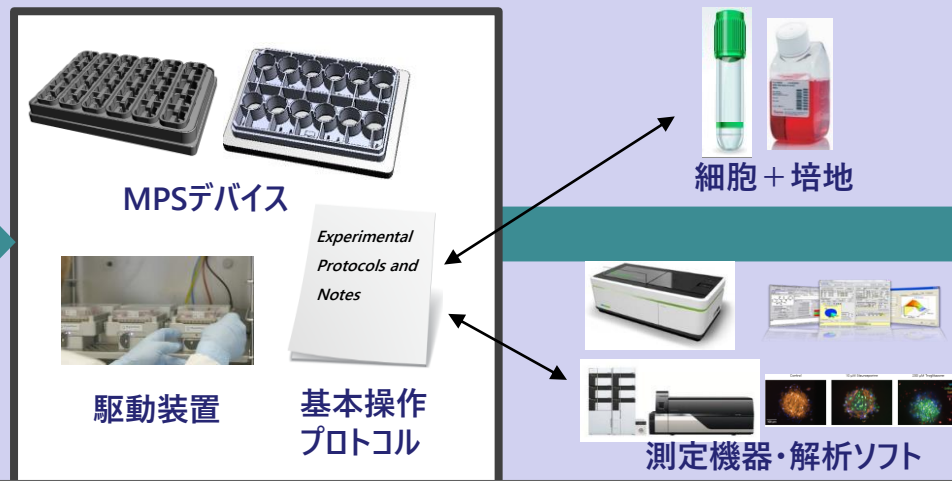 MPSデバイス
Experimental
Protocols and
Notes
駆動装置
基本操作
プロトコル
細胞＋培地
Control
測定機器・解析ソフト